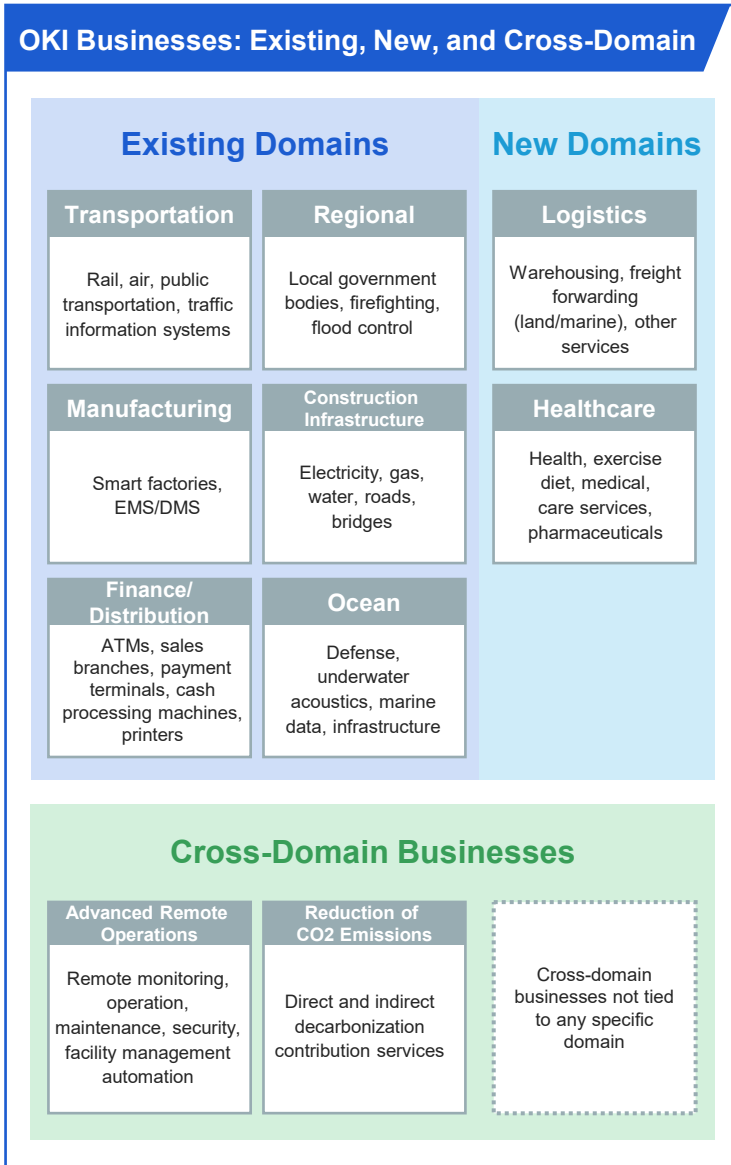 OKI Businesses: Existing, New, and Cross-Domain
Existing Domains
Transportation
Rail, air, public
transportation, traffic
information systems
Regional
Local government
bodies, firefighting,
flood control
Manufacturing
Smart factories,
EMS/DMS
Construction
Infrastructure
Electricity, gas,
water, roads,
bridges
Finance/
Distribution
ATMs, sales
branches, payment
terminals, cash
processing machines,
printers
Ocean
Defense,
underwater
acoustics, marine
data, infrastructure
New Domains
Logistics
Warehousing, freight
forwarding
(land/marine), other
services
Healthcare
Health, exercise
diet, medical,
care services,
pharmaceuticals
Cross-Domain Businesses
Advanced Remote
Operations
Remote monitoring,
operation,
maintenance, security,
facility management
automation
Reduction of
CO2 Emissions
Direct and indirect
decarbonization
contribution services
Cross-domain
businesses not tied
to any specific
domain